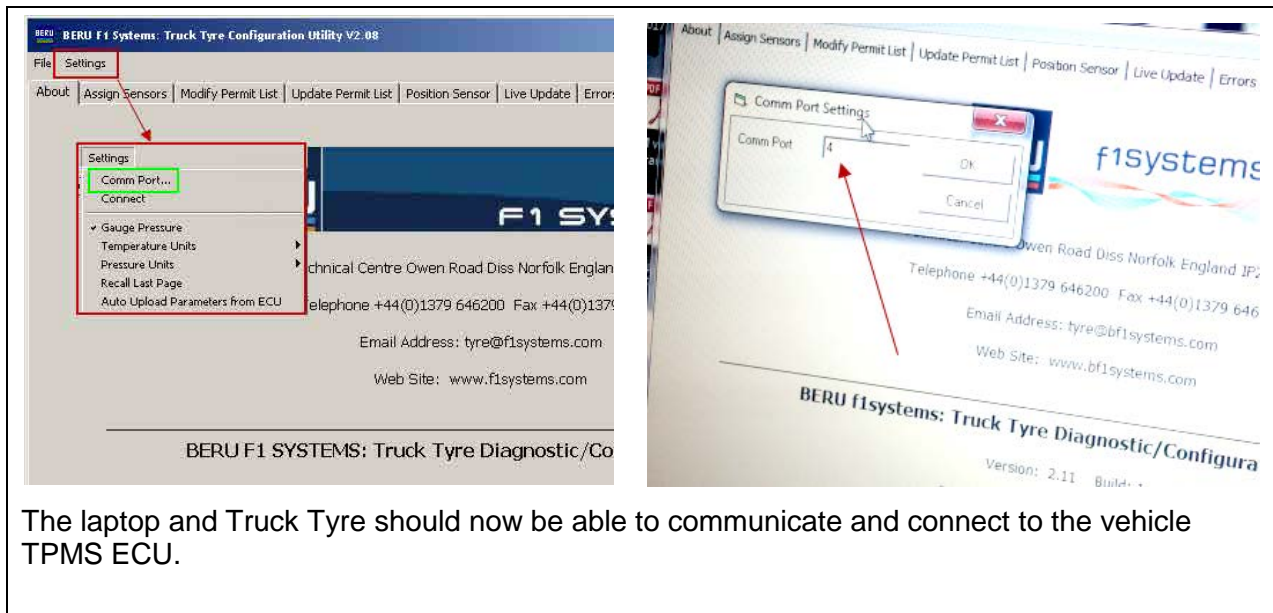 BERU BERU F1 Systems: Truck Tyre Configuration Utility V2.08
File Settings
About Assign Sensors Modify Permit List Update Permit List Position Sensor Live Update Error
Settings
Comm Port...
Connect
Gauge Pressure
Temperature Units
Pressure Units
Recall Last Page
Auto Upload Parameters from ECU
F1 SY
chnical Centre Owen Road Diss Norfolk Englan
elephone +44(0)1379 646200 Fax +44(0)1379
Email Address: tyre@f1systems.com
Web Site: www.f1systems.com
BERU F1 SYSTEMS: Truck Tyre Diagnostic/Co
About Assign Sensors Modify Permit List Update Permit List Position Sensor Live Update Errors
Comm Port Settings
Comm Port 4
OK
Cancel
f1systems
Owen Road Diss Norfolk England IP2
Telephone +44(0)1379 646200 Fax +44(0)1379 646
Email Address: tyre@bf1systems.com
Web Site: www.bf1systems.com
BERU f1systems: Truck Tyre Diagnostic/Configura
Version: 2.11 Build:
The laptop and Truck Tyre should now be able to communicate and connect to the vehicle
TPMS ECU.